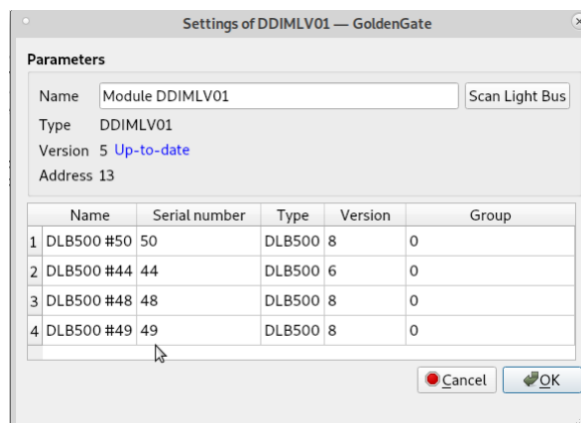 Settings of DDIMLV01 — GoldenGate
Parameters
Name Module DDIMLV01 Scan Light Bus
Type DDIMLV01
Version 5 Up-to-date
Address 13
Name Serial number Type Version Group
1 DLB500 #50 50 DLB500 8 0
2 DLB500 #44 44 DLB500 6 0
3 DLB500 #48 48 DLB500 8 0
4 DLB500 #49 49 DLB500 8 0
Cancel OK